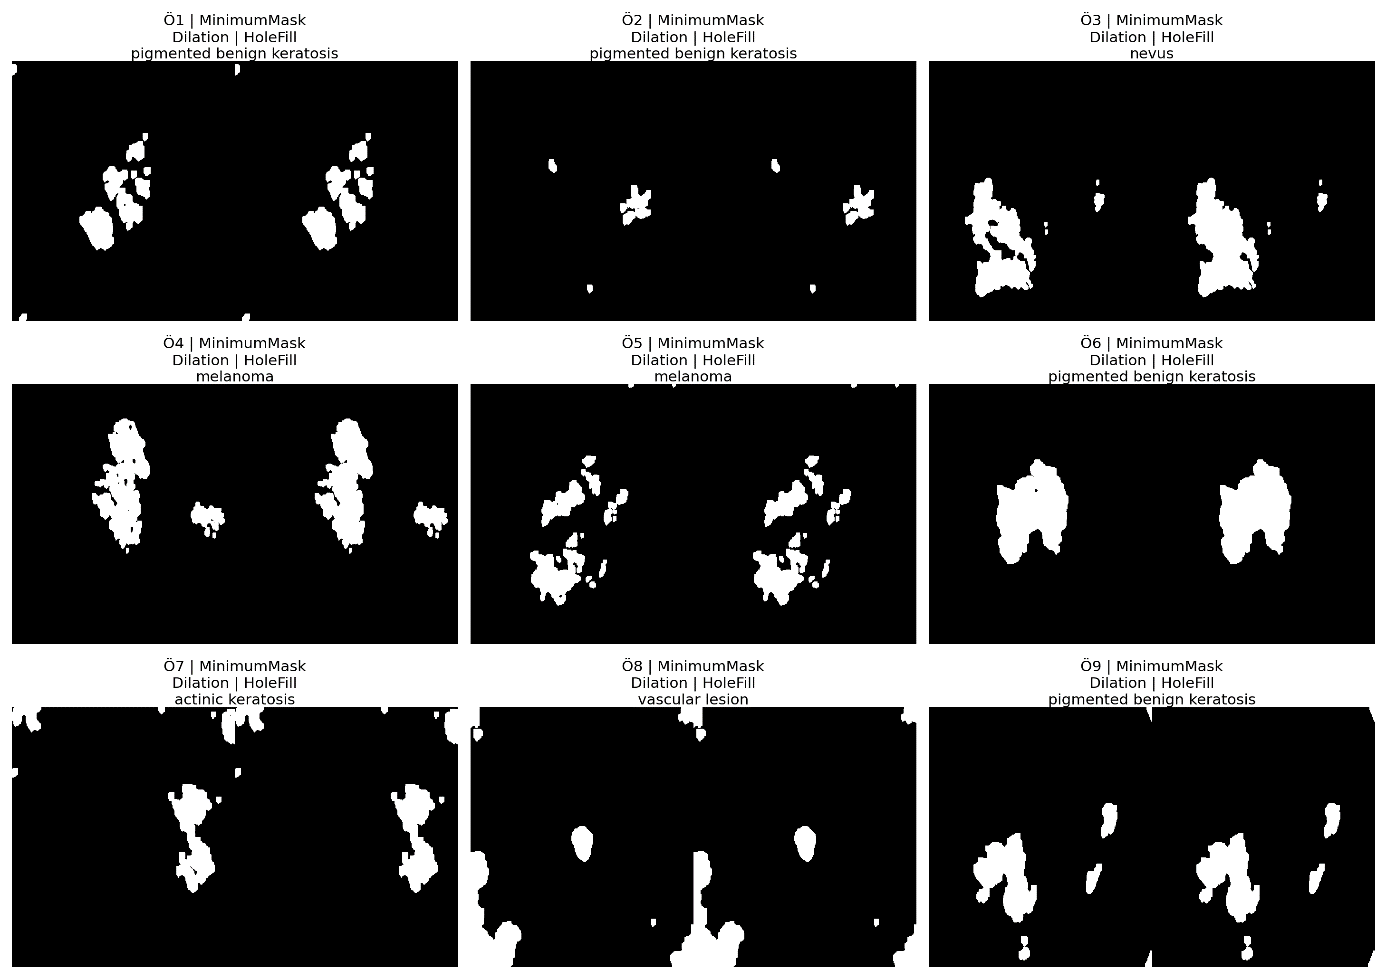 Ö1 | MinimumMask
Dilation | HoleFill
pigmented benign keratosis
Ö2 | MinimumMask
Dilation | HoleFill
pigmented benign keratosis
Ö3 | MinimumMask
Dilation | HoleFill
nevus
Ö4 | MinimumMask
Dilation | HoleFill
melanoma
Ö5 | MinimumMask
Dilation | HoleFill
melanoma
Ö6 | MinimumMask
Dilation | HoleFill
pigmented benign keratosis
Ö7 | MinimumMask
Dilation | HoleFill
actinic keratosis
Ö8 | MinimumMask
Dilation | HoleFill
vascular lesion
Ö9 | MinimumMask
Dilation | HoleFill
pigmented benign keratosis